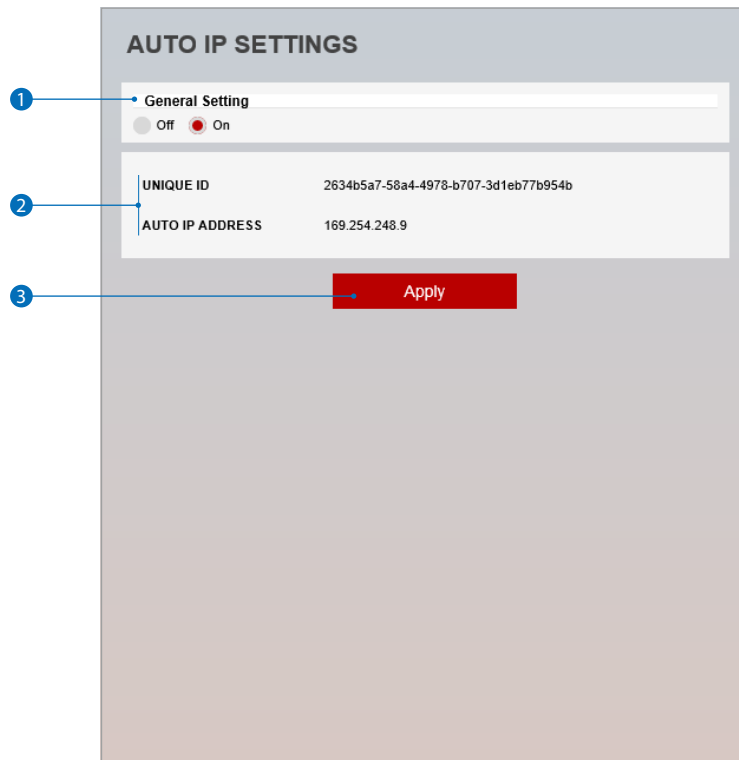 AUTO IP SETTINGS
1 General Setting
Off On
UNIQUE ID 2634b5a7-58a4-4978-b707-3d1eb77b954b
2
AUTO IP ADDRESS 169.254.248.9
3 Apply